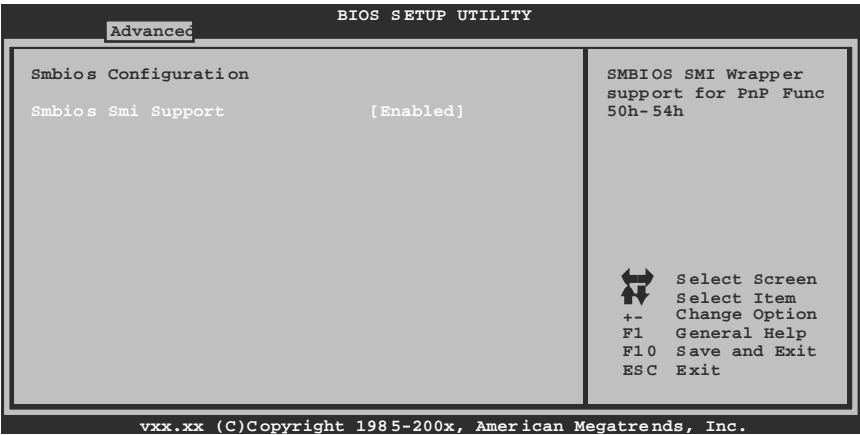 BIOS SETUP UTILITY
Advanced
Smbios Configuration
Smbios Smi Support [Enabled]
SMBIOS SMI Wrapper
support for PnP Func
50h-54h
Select Screen
Select Item
+- Change Option
F1 General Help
F10 Save and Exit
ESC Exit
vxx.xx (C)Copyright 1985-200x, American Megatrends, Inc.